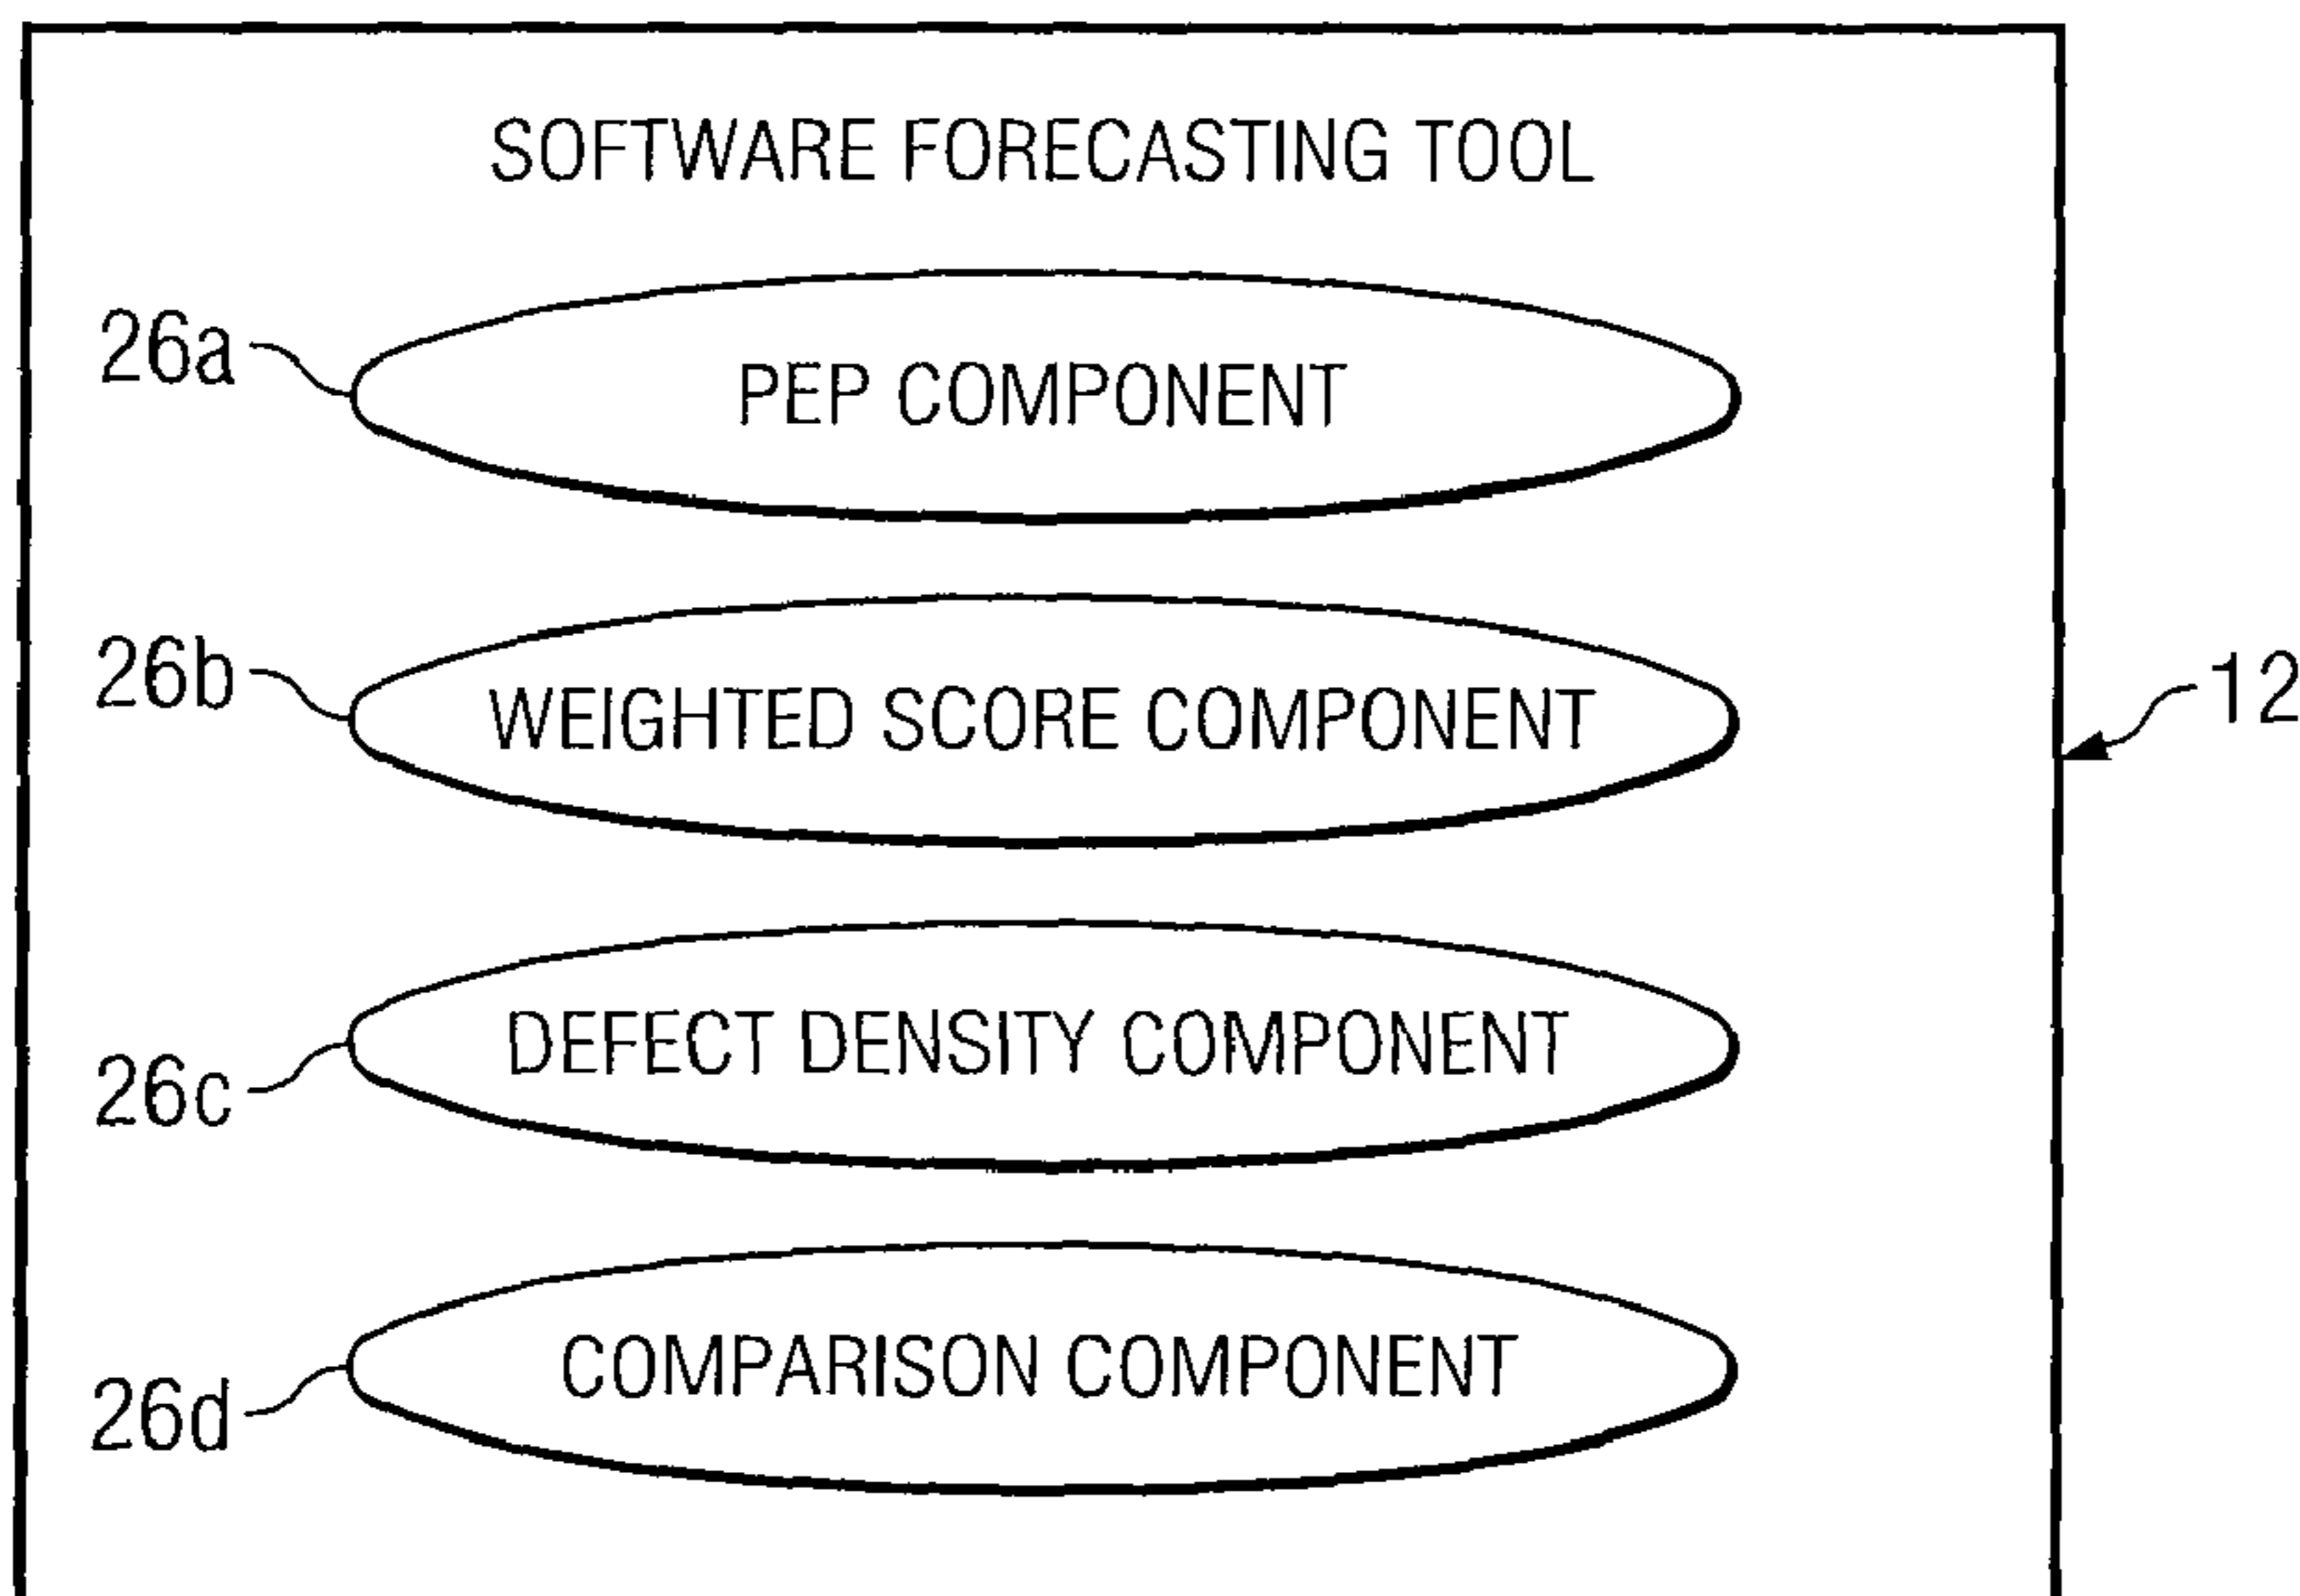 SOFTWARE FORECASTING TOOL
26a
PEP COMPONENT
26b
WEIGHTED SCORE COMPONENT
12
26c
DEFECT DENSITY COMPONENT
26d
COMPARISON COMPONENT